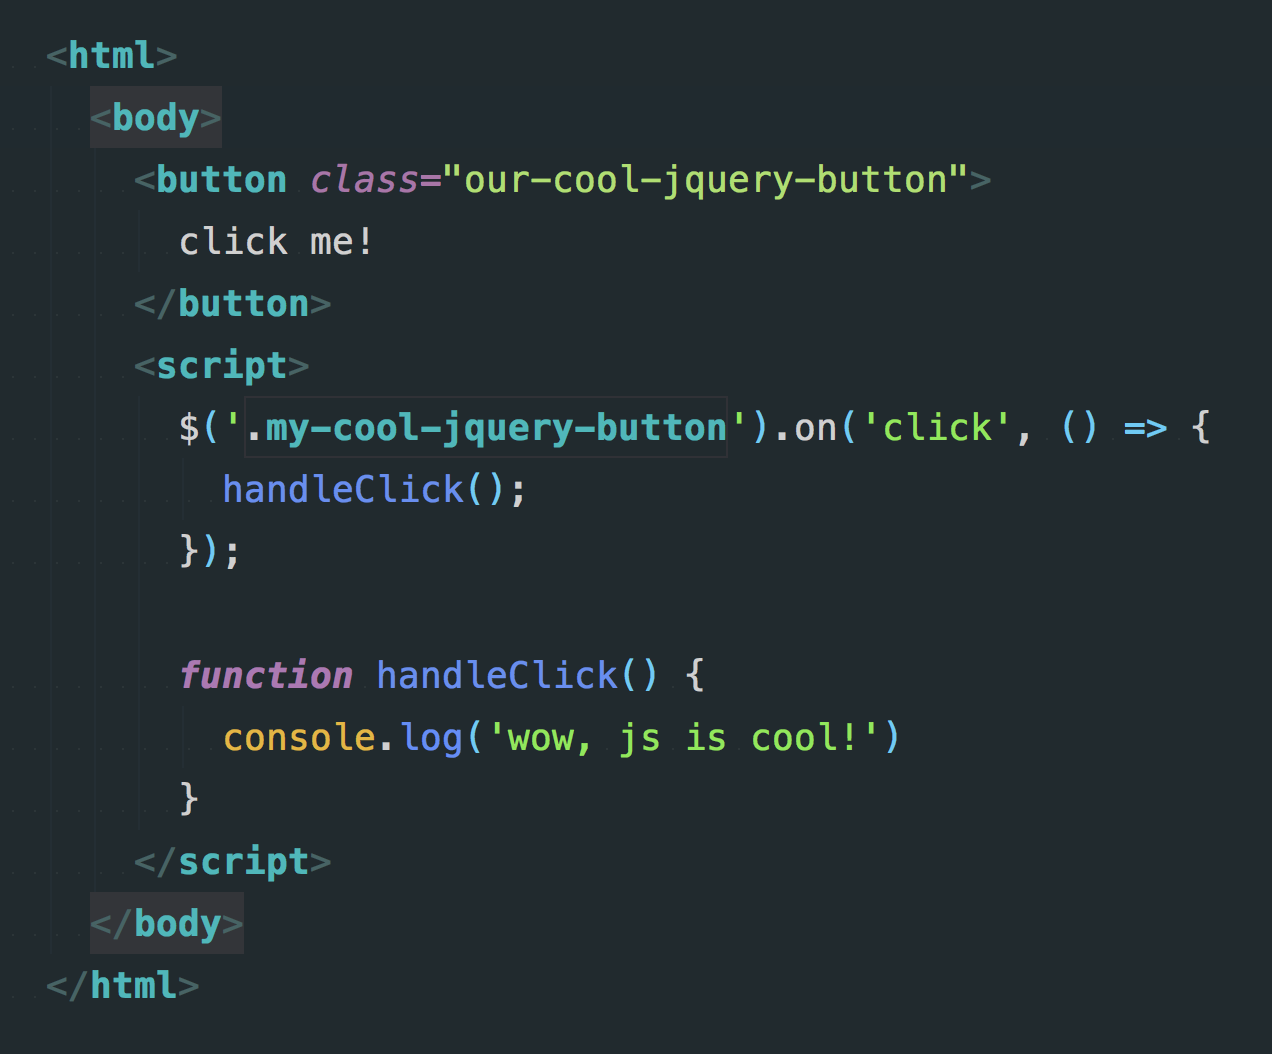 <html>
<body>
<button class="our-cool-jquery-button">
click me!
</button>
<script>
$('.my-cool-jquery-button').on('click', () => {
handleClick();
});
function handleClick() {
console.log('wow, js is cool!')
}
</script>
</body>
</html>